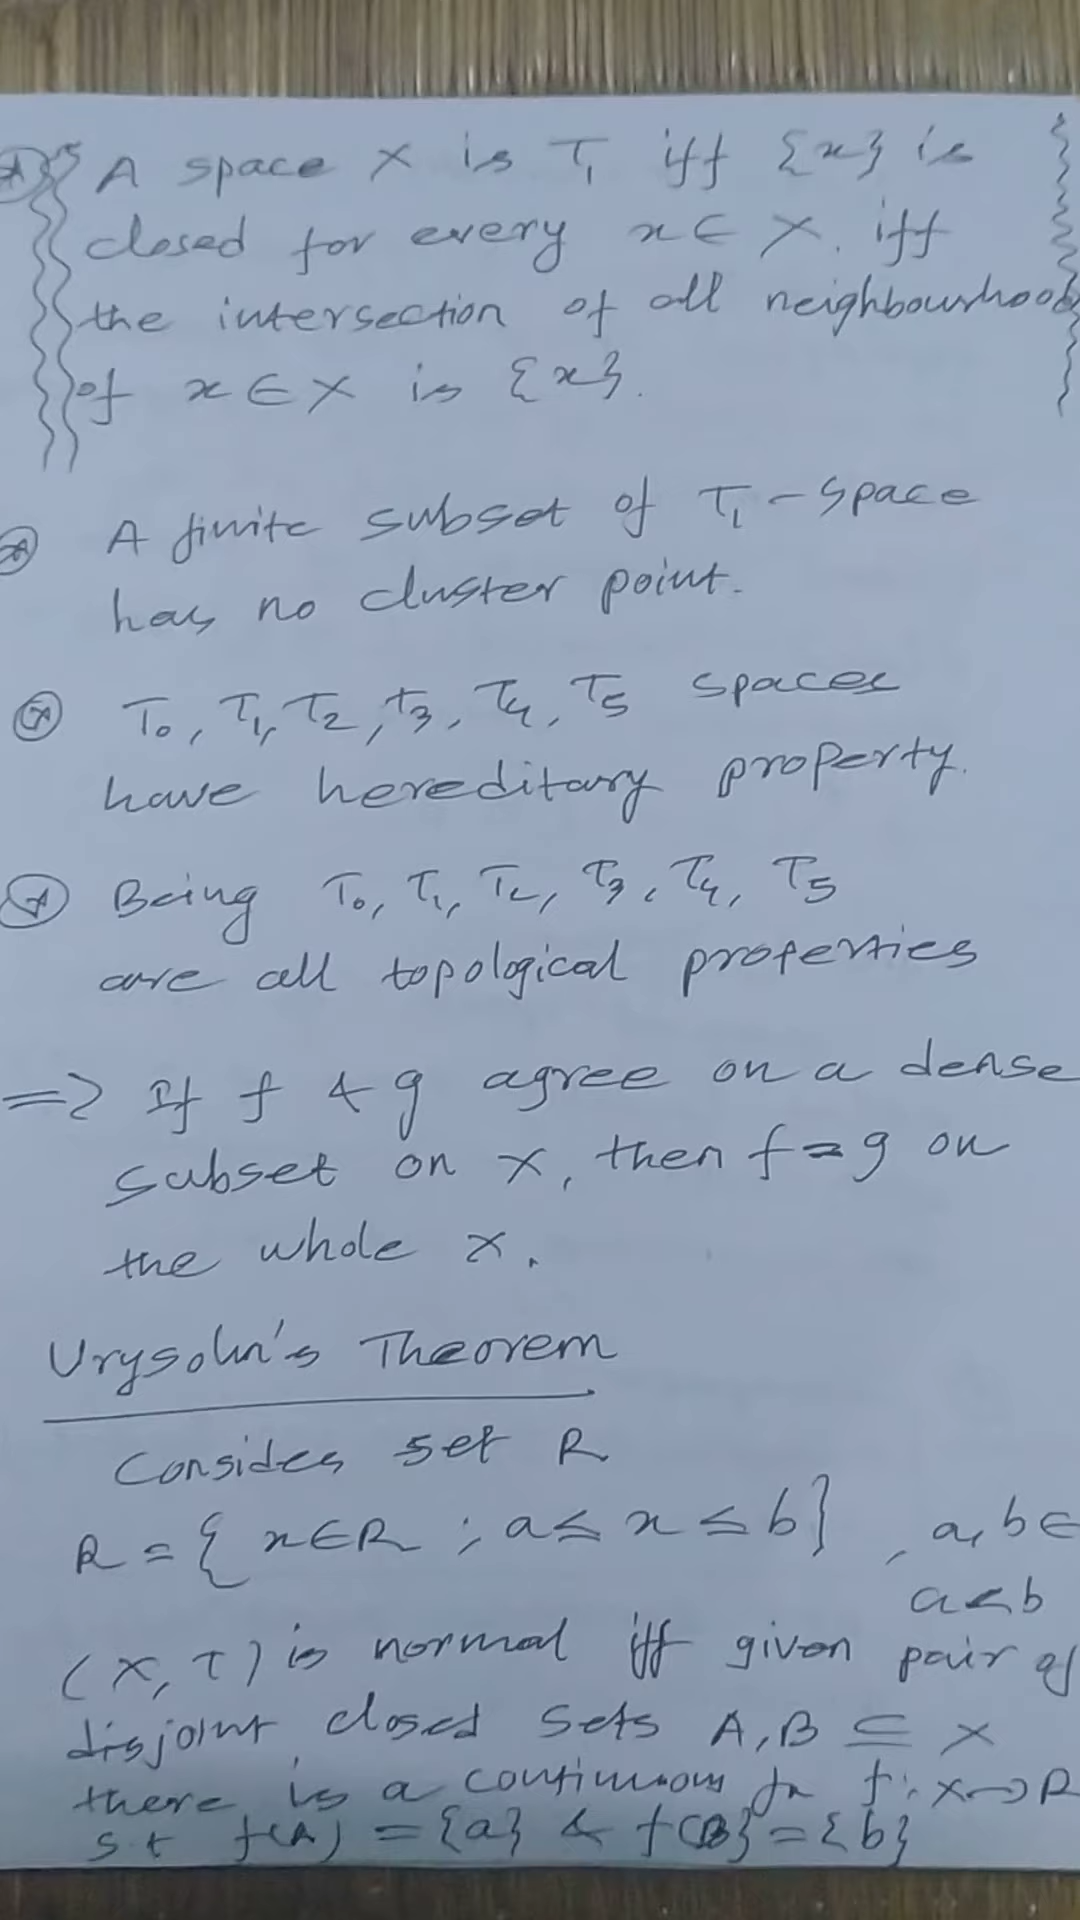 A space X is T₁ iff {x} is
closed for every x ∈ X. iff
the intersection of all neighbourhood
of x ∈ X is {x}.
A finite subset of T₁-space
has no cluster point.
T₀, T₁, T₂, T₃, T₄, T₅ spaces
have hereditary property.
Being T₀, T₁, T₂, T₃, T₄, T₅
are all topological properties
=> If f & g agree on a dense
subset on X, then f=g on
the whole X.
Urysohn's Theorem
Consider set R
R = { x∈R ; a≤ x ≤ b} , a, b ∈
a<b
(X, τ) is normal iff given pair of
disjoint closed sets A, B ⊆ X
there is a continuous fn f: X→R
s.t f(A) = {a} & f(B} = {b}